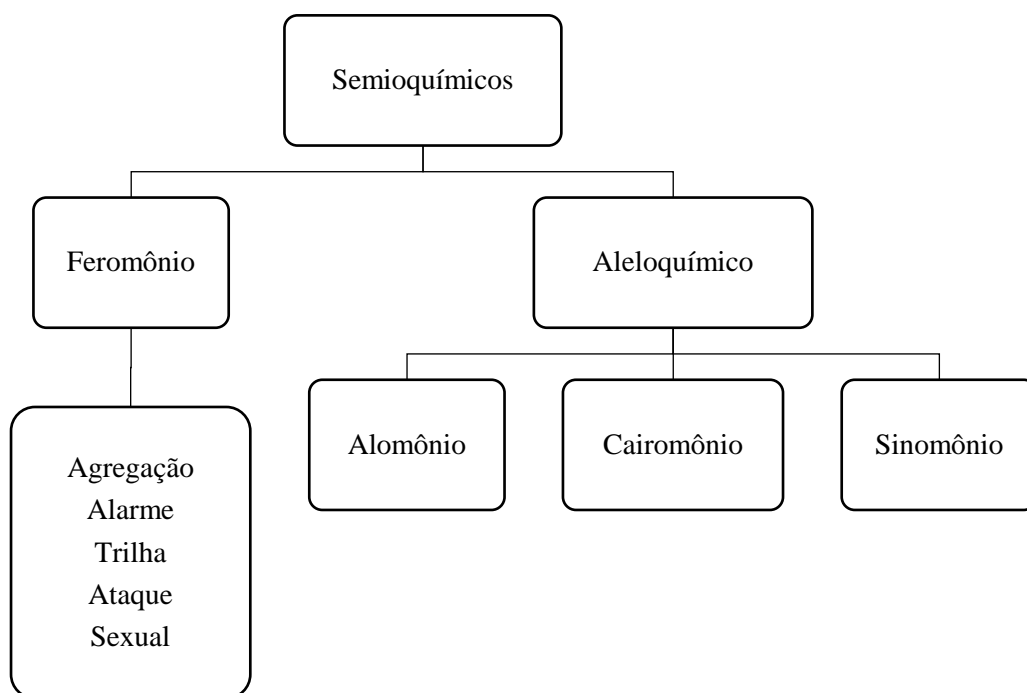 Semioquímicos
Feromônio
Aleloquímico
Alomônio
Cairomônio
Sinomônio
Agregação
Alarme
Trilha
Ataque
Sexual